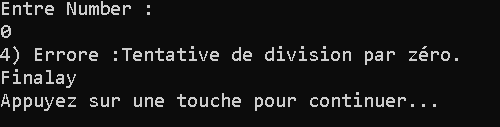 Entre Number :
0
4) Errore :Tentative de division par zéro.
Finalay
Appuyez sur une touche pour continuer...